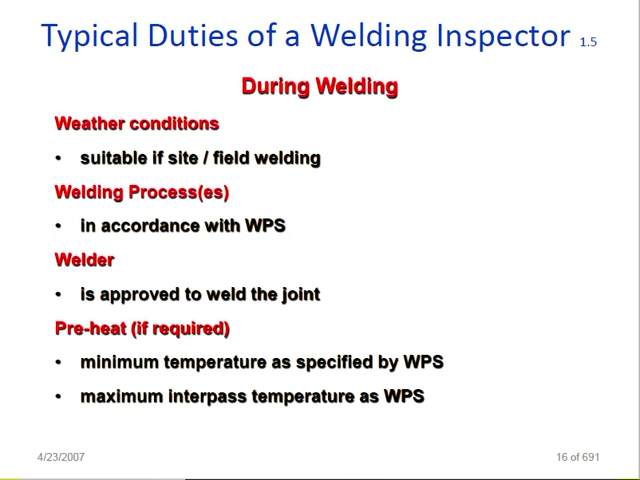 Typical Duties of a Welding Inspector 1.5
During Welding
Weather conditions
• suitable if site / field welding
Welding Process(es)
• in accordance with WPS
Welder
• is approved to weld the joint
Pre-heat (if required)
• minimum temperature as specified by WPS
• maximum interpass temperature as WPS
4/23/2007 16 of 691